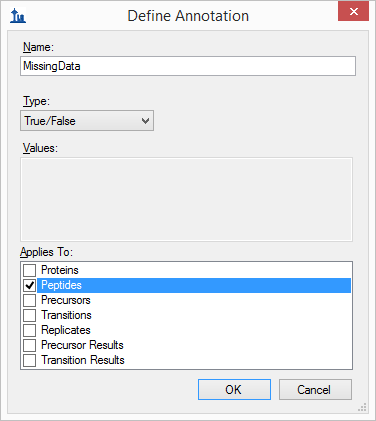 Define Annotation
Name:
MissingData
Type:
True/False
Values:
Applies To:
Proteins
Peptides
Precursors
Transitions
Replicates
Precursor Results
Transition Results
OK Cancel